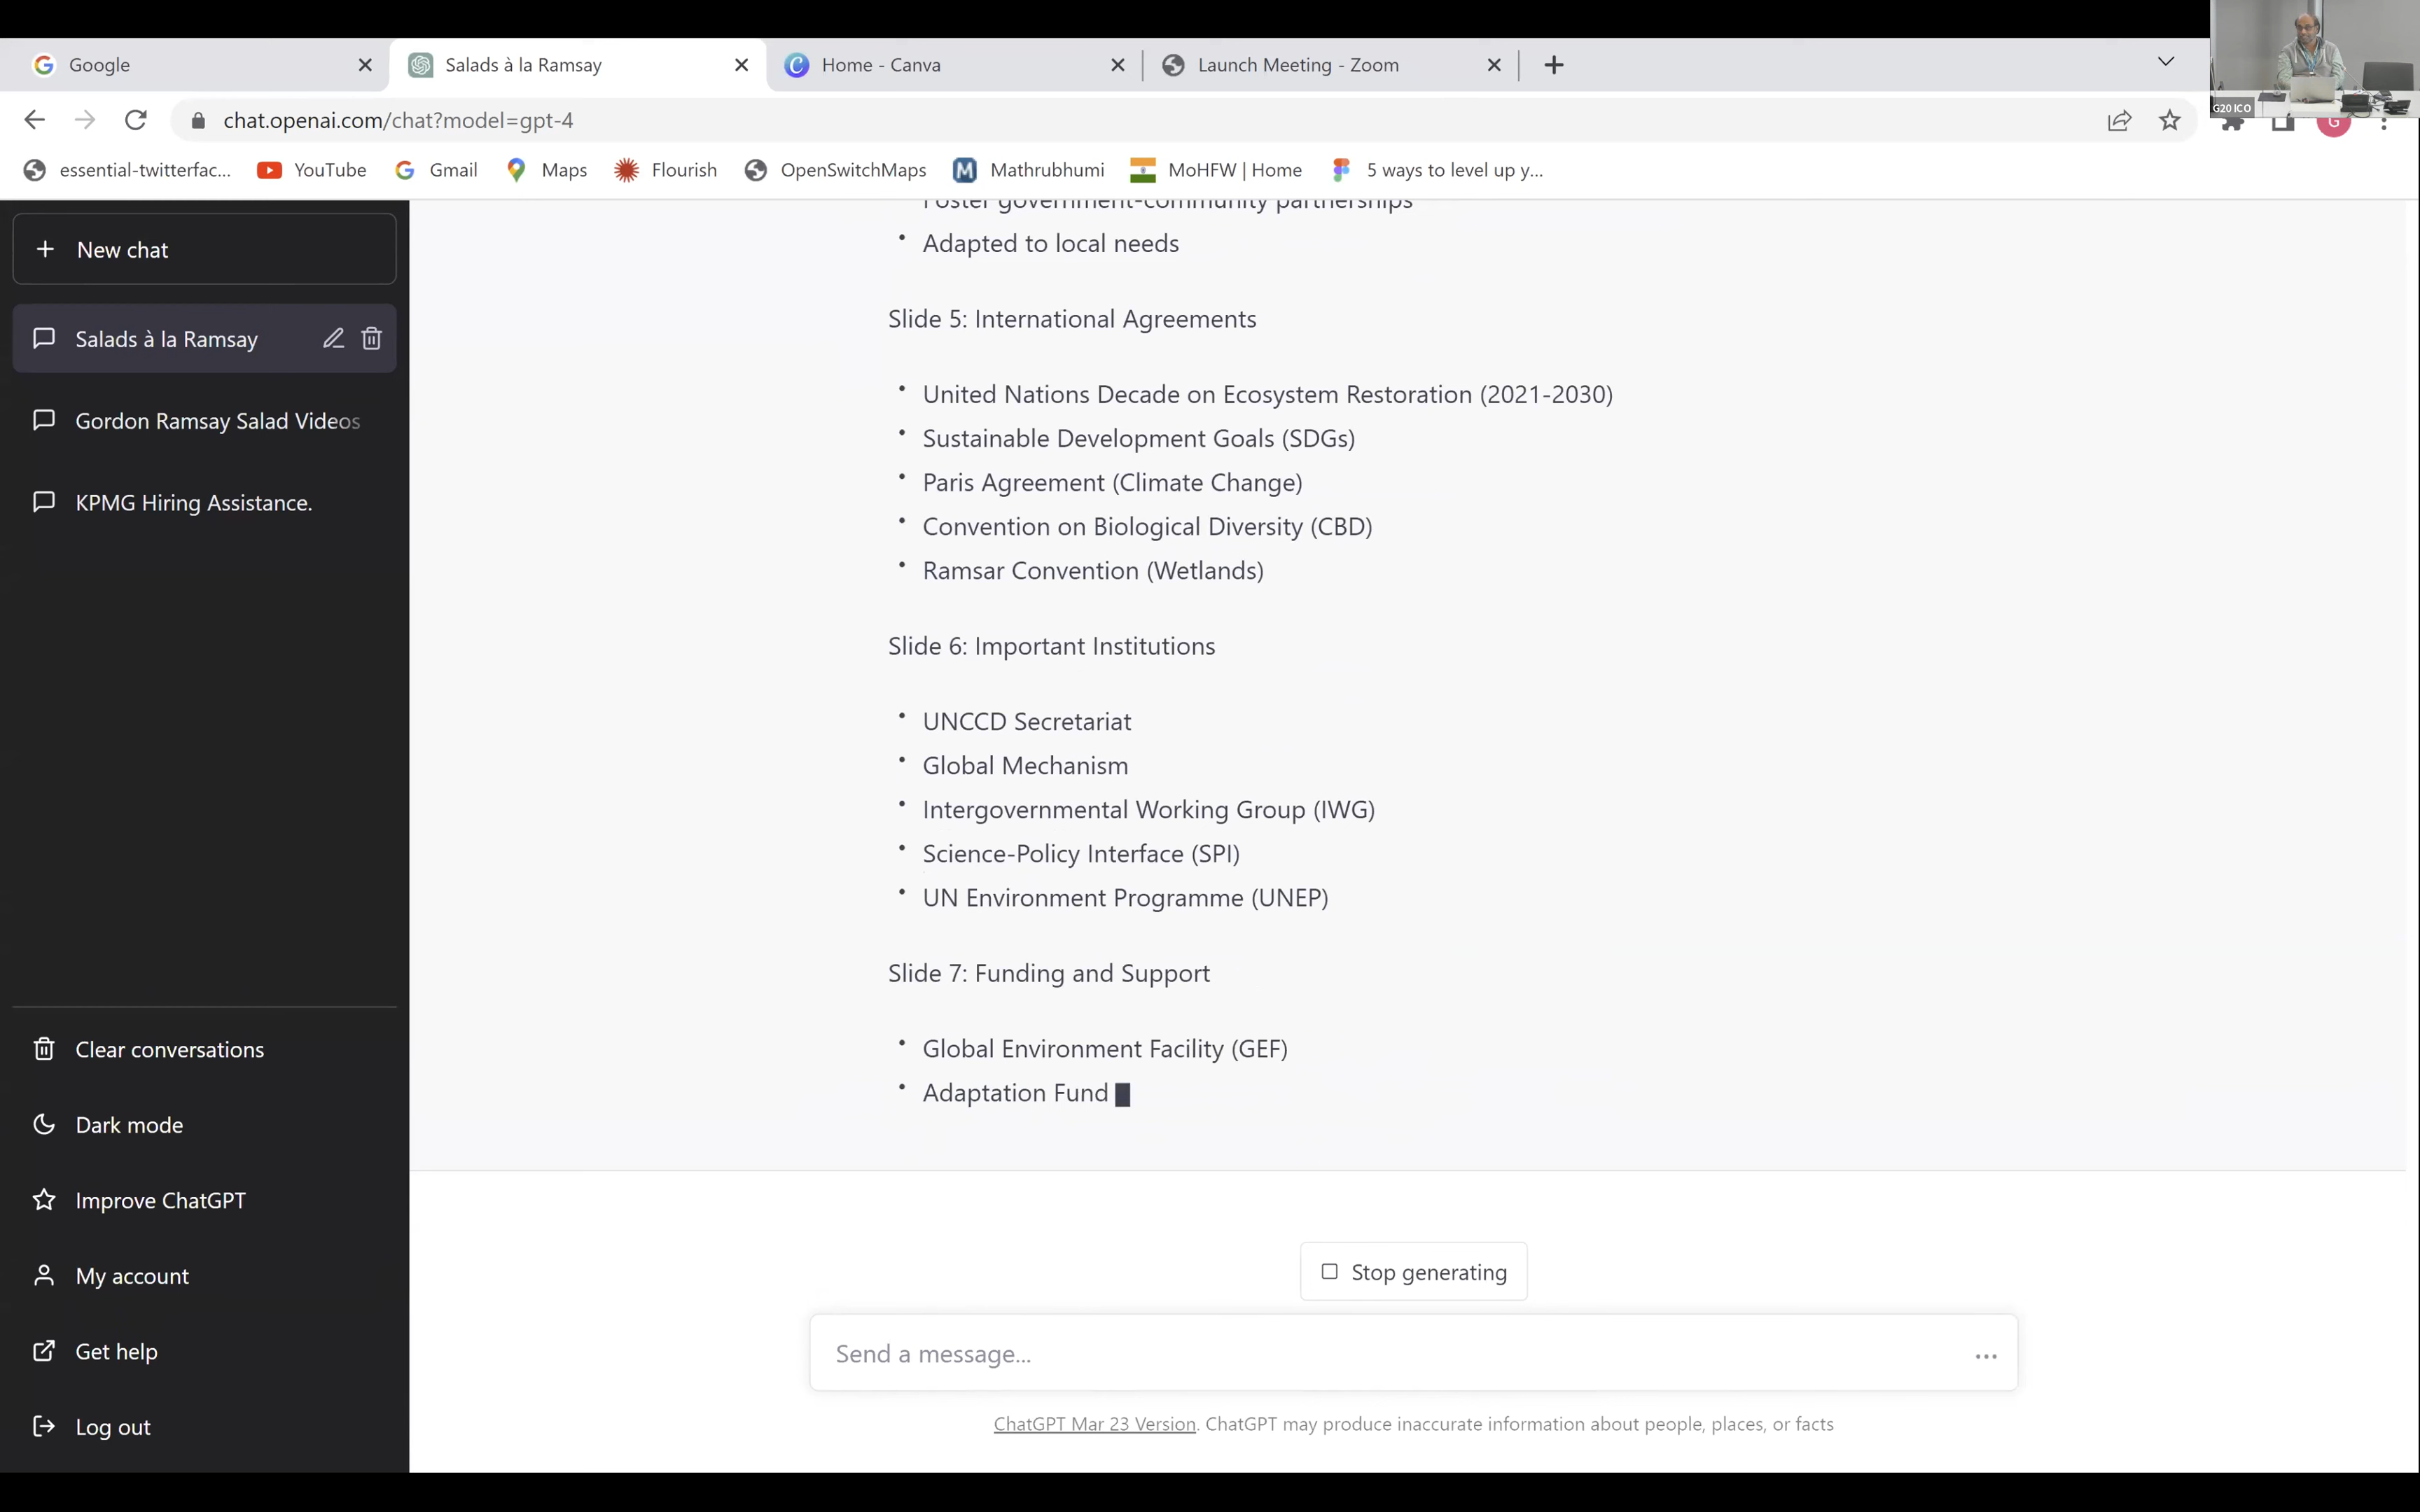 Google
Salads à la Ramsay
Home - Canva
Launch Meeting - Zoom
chat.openai.com/chat?model=gpt-4
G20 ICO
G
essential-twitterfac...
YouTube
Gmail
Maps
Flourish
OpenSwitchMaps
Mathrubhumi
MoHFW | Home
5 ways to level up y...
New chat
Salads à la Ramsay
Gordon Ramsay Salad Videos
KPMG Hiring Assistance.
Clear conversations
Dark mode
Improve ChatGPT
My account
Get help
Log out
Foster government-community partnerships
• Adapted to local needs
Slide 5: International Agreements
• United Nations Decade on Ecosystem Restoration (2021-2030)
• Sustainable Development Goals (SDGs)
• Paris Agreement (Climate Change)
• Convention on Biological Diversity (CBD)
• Ramsar Convention (Wetlands)
Slide 6: Important Institutions
• UNCCD Secretariat
• Global Mechanism
• Intergovernmental Working Group (IWG)
• Science-Policy Interface (SPI)
• UN Environment Programme (UNEP)
Slide 7: Funding and Support
• Global Environment Facility (GEF)
• Adaptation Fund
Stop generating
Send a message...
ChatGPT Mar 23 Version. ChatGPT may produce inaccurate information about people, places, or facts